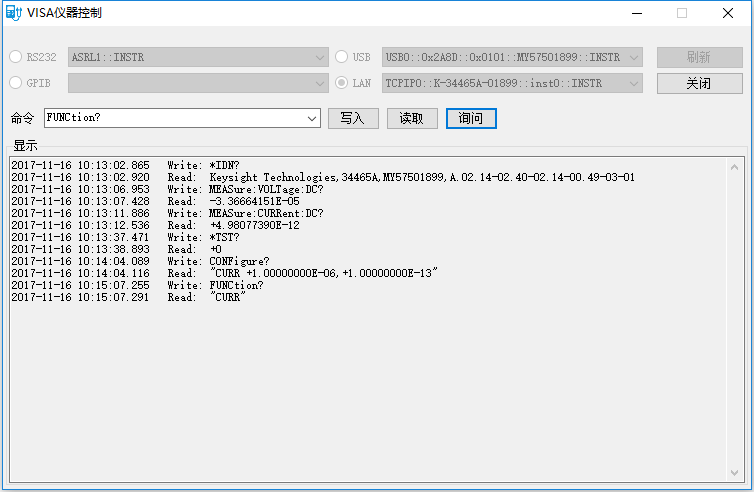 VISA仪器控制
RS232 ASRL1::INSTR USB USB0::0x2A8D::0x0101::MY57501899::INSTR 刷新
GPIB LAN TCPIP0::K-34465A-01899::inst0::INSTR 关闭
命令 FUNCtion? 写入 读取 询问
显示
2017-11-16 10:13:02.865 Write: *IDN?
2017-11-16 10:13:02.920 Read: Keysight Technologies,34465A,MY57501899,A.02.14-02.40-02.14-00.49-03-01
2017-11-16 10:13:06.953 Write: MEASure:VOLTage:DC?
2017-11-16 10:13:07.428 Read: -3.36664151E-05
2017-11-16 10:13:11.886 Write: MEASure:CURRent:DC?
2017-11-16 10:13:12.536 Read: +4.98077390E-12
2017-11-16 10:13:37.471 Write: *TST?
2017-11-16 10:13:38.893 Read: +0
2017-11-16 10:14:04.089 Write: CONFigure?
2017-11-16 10:14:04.116 Read: "CURR +1.00000000E-06,+1.00000000E-13"
2017-11-16 10:15:07.255 Write: FUNCtion?
2017-11-16 10:15:07.291 Read: "CURR"